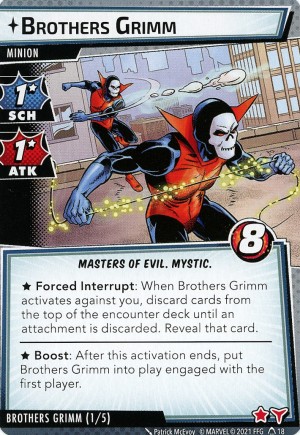 BROTHERS GRIMM
MINION
1
SCH
1
ATK
8
MASTERS OF EVIL. MYSTIC.
★ Forced Interrupt: When Brothers Grimm
activates against you, discard cards from
the top of the encounter deck until an
attachment is discarded. Reveal that card.
★ Boost: After this activation ends, put
Brothers Grimm into play engaged with the
first player.
BROTHERS GRIMM (1/5)
Patrick McEvoy © MARVEL © 2021 FFG 18